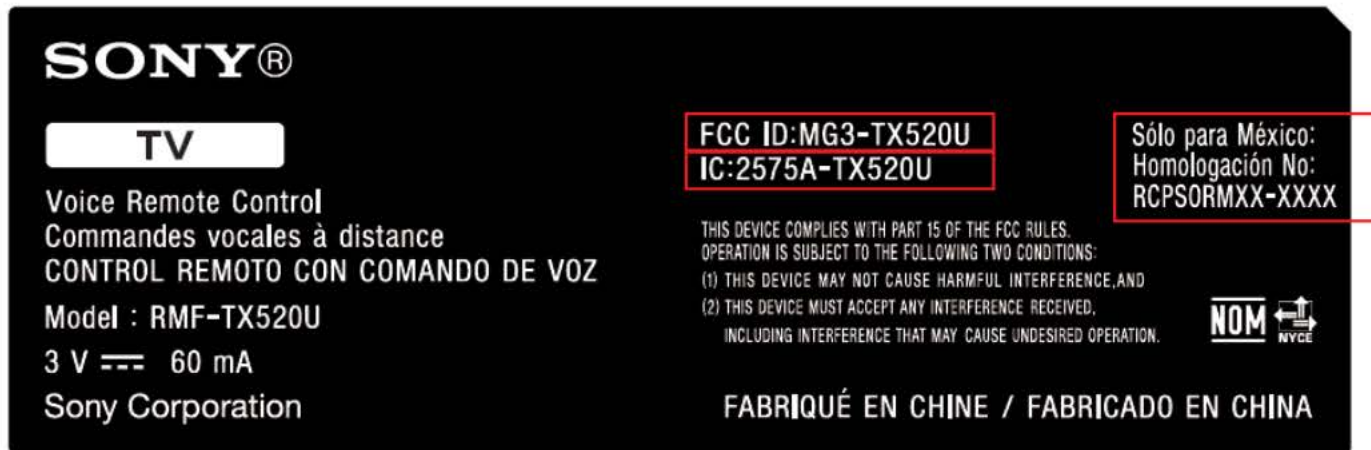 SONY®
TV
Voice Remote Control
Commandes vocales à distance
CONTROL REMOTO CON COMANDO DE VOZ
Model : RMF-TX520U
3 V 60 mA
Sony Corporation
FCC ID:MG3-TX520U
IC:2575A-TX520U
THIS DEVICE COMPLIES WITH PART 15 OF THE FCC RULES.
OPERATION IS SUBJECT TO THE FOLLOWING TWO CONDITIONS:
(1) THIS DEVICE MAY NOT CAUSE HARMFUL INTERFERENCE,AND
(2) THIS DEVICE MUST ACCEPT ANY INTERFERENCE RECEIVED,
INCLUDING INTERFERENCE THAT MAY CAUSE UNDESIRED OPERATION.
Sólo para México:
Homologación No:
RCPSORMXX-XXXX
NOM
NYCE
FABRIQUÉ EN CHINE / FABRICADO EN CHINA